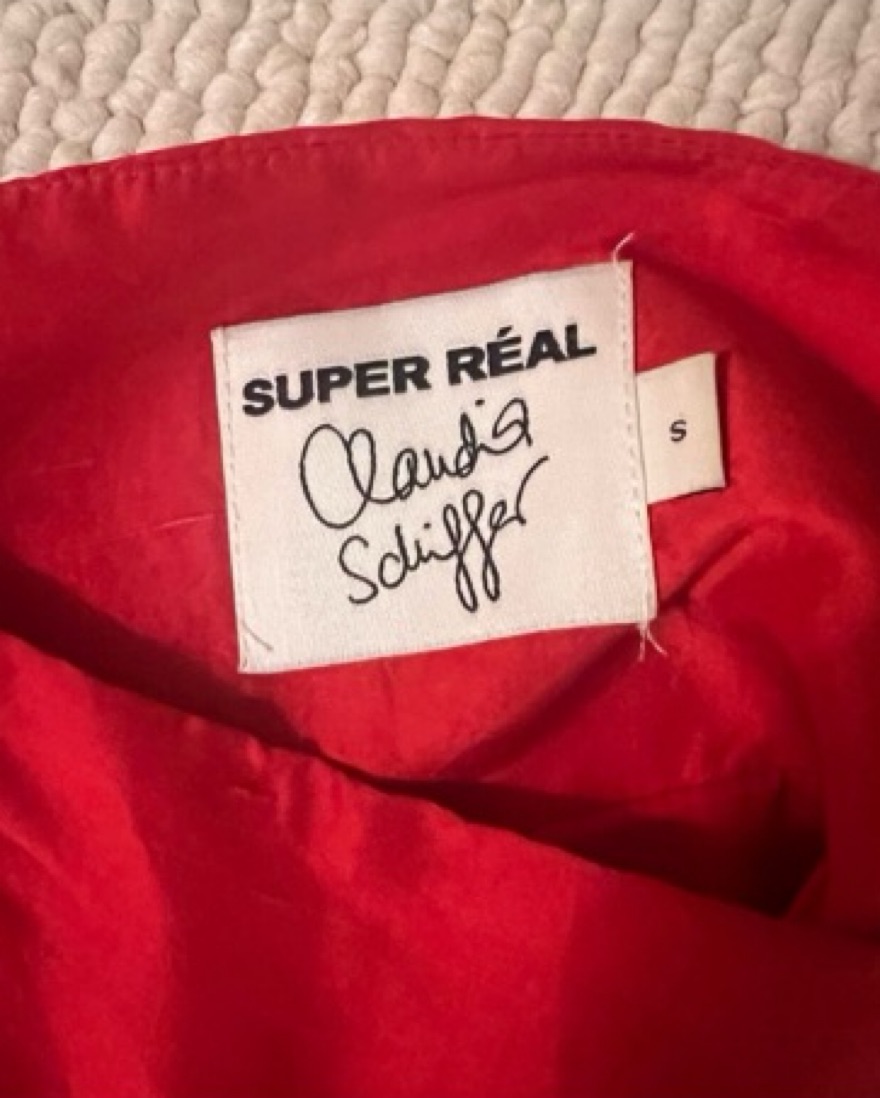 SUPER RÉAL
Claudia
Schiffer
S